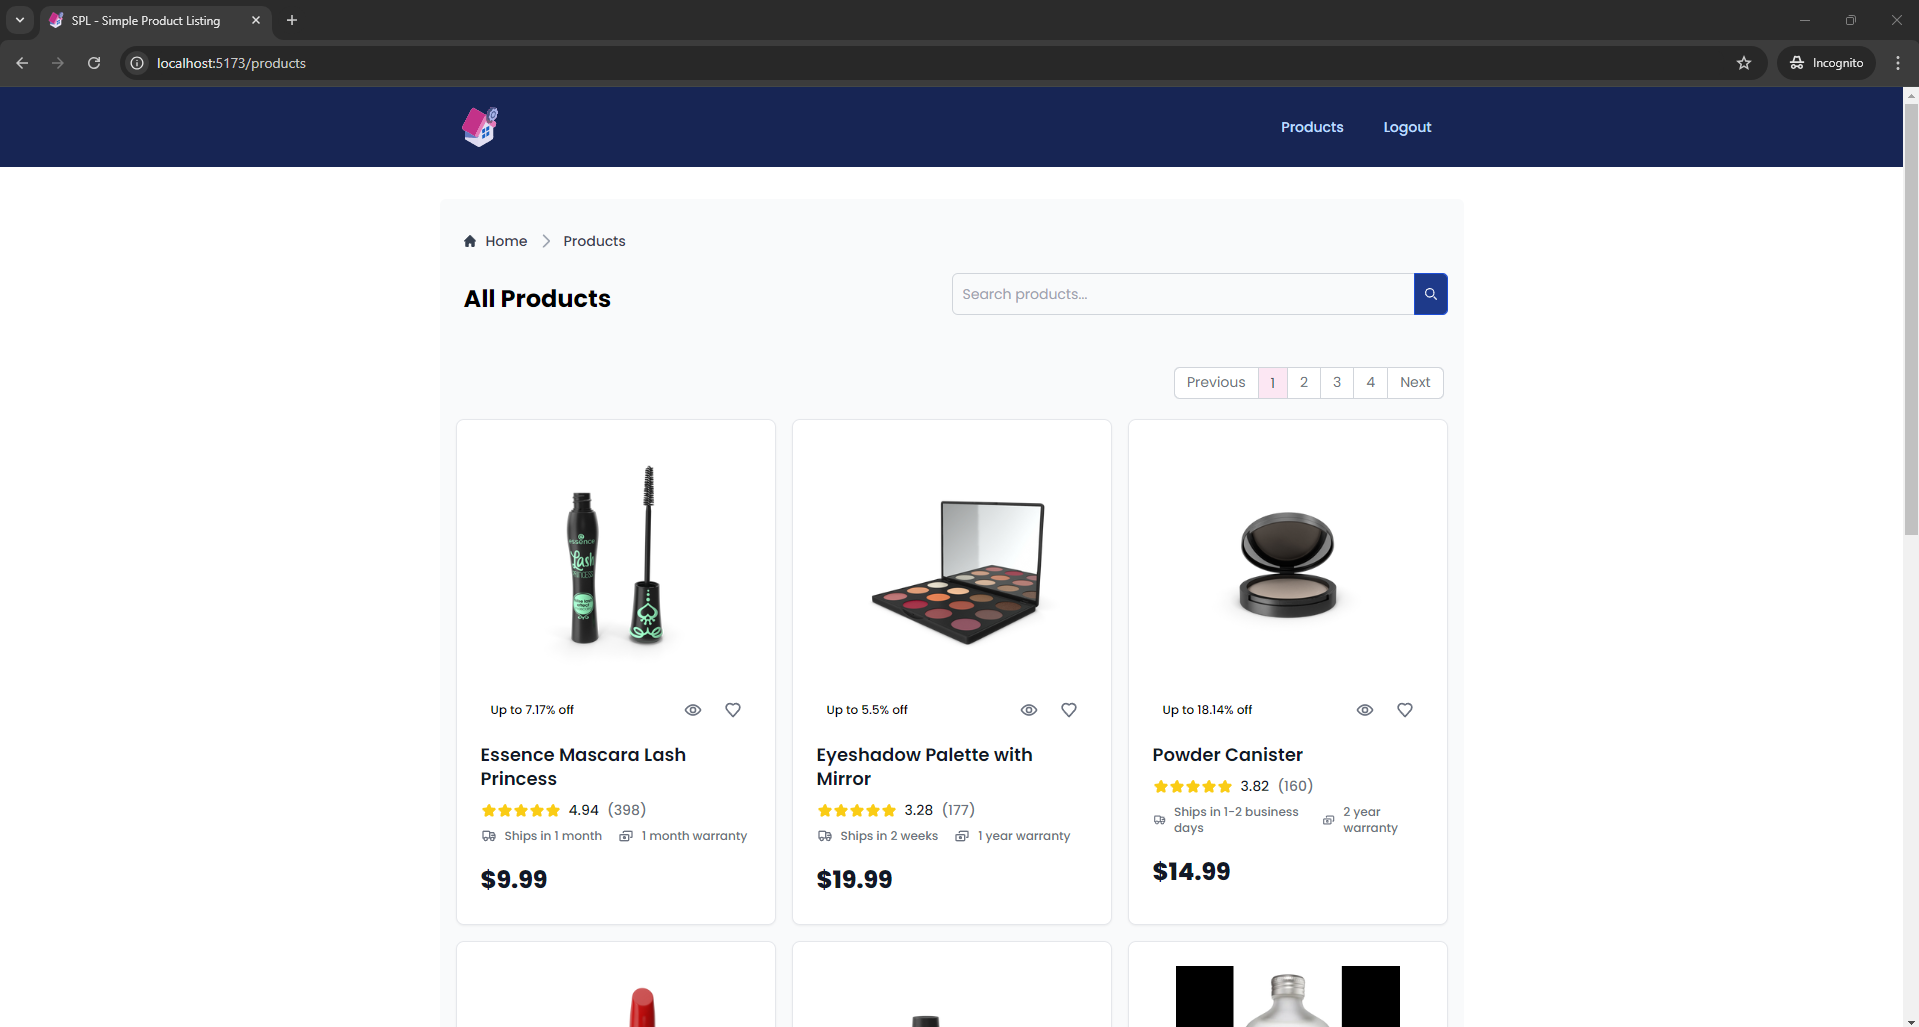 SPL - Simple Product Listing
localhost:5173/products
Incognito
Products
Logout
Home
Products
All Products
Search products...
Previous
1
2
3
4
Next
essence
Lash
PRINCESS
Up to 7.17% off
Up to 5.5% off
Up to 18.14% off
Essence Mascara Lash
Princess
4.94 (398)
Ships in 1 month
1 month warranty
$9.99
Eyeshadow Palette with
Mirror
3.28 (177)
Ships in 2 weeks
1 year warranty
$19.99
Powder Canister
3.82 (160)
Ships in 1-2 business
days
2 year
warranty
$14.99